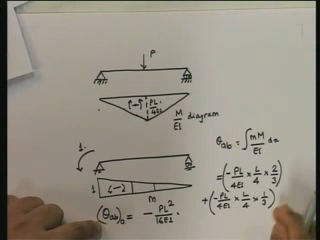 P
PL/4EI
M/EI diagram
1.
1
m
θab = ∫ mM/EI dx
= (-PL/4EI × L/4 × 2/3)
+ (-PL/4EI × L/4 × 1/3)
(θab)₀ = - PL²/16EI.